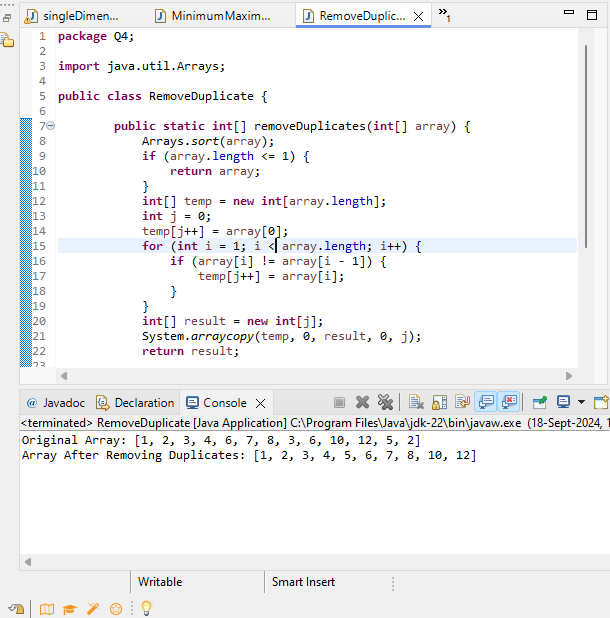 singleDimen...
MinimumMaxim...
RemoveDuplic...
»1
1 package Q4;
2
3 import java.util.Arrays;
4
5 public class RemoveDuplicate {
6
7 public static int[] removeDuplicates(int[] array) {
8 Arrays.sort(array);
9 if (array.length <= 1) {
10 return array;
11 }
12 int[] temp = new int[array.length];
13 int j = 0;
14 temp[j++] = array[0];
15 for (int i = 1; i < array.length; i++) {
16 if (array[i] != array[i - 1]) {
17 temp[j++] = array[i];
18 }
19 }
20 int[] result = new int[j];
21 System.arraycopy(temp, 0, result, 0, j);
22 return result;
23
@ Javadoc Declaration Console
<terminated> RemoveDuplicate [Java Application] C:\Program Files\Java\jdk-22\bin\javaw.exe (18-Sept-2024, 1
Original Array: [1, 2, 3, 4, 6, 7, 8, 3, 6, 10, 12, 5, 2]
Array After Removing Duplicates: [1, 2, 3, 4, 5, 6, 7, 8, 10, 12]
Writable
Smart Insert